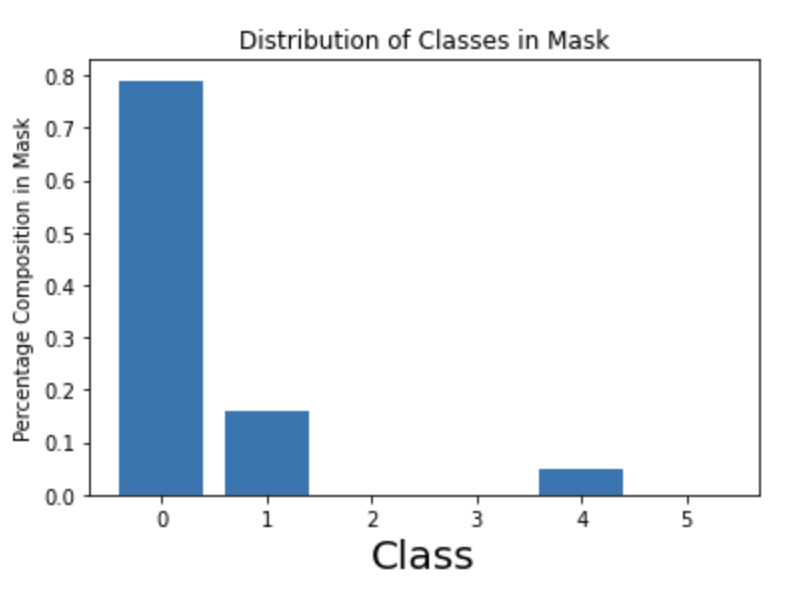 Distribution of Classes in Mask
Percentage Composition in Mask
0.8
0.7
0.6
0.5
0.4
0.3
0.2
0.1
0.0
0 1 2 3 4 5
Class